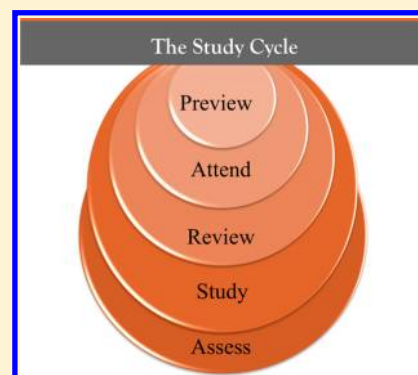 The Study Cycle
Preview
Attend
Review
Study
Assess